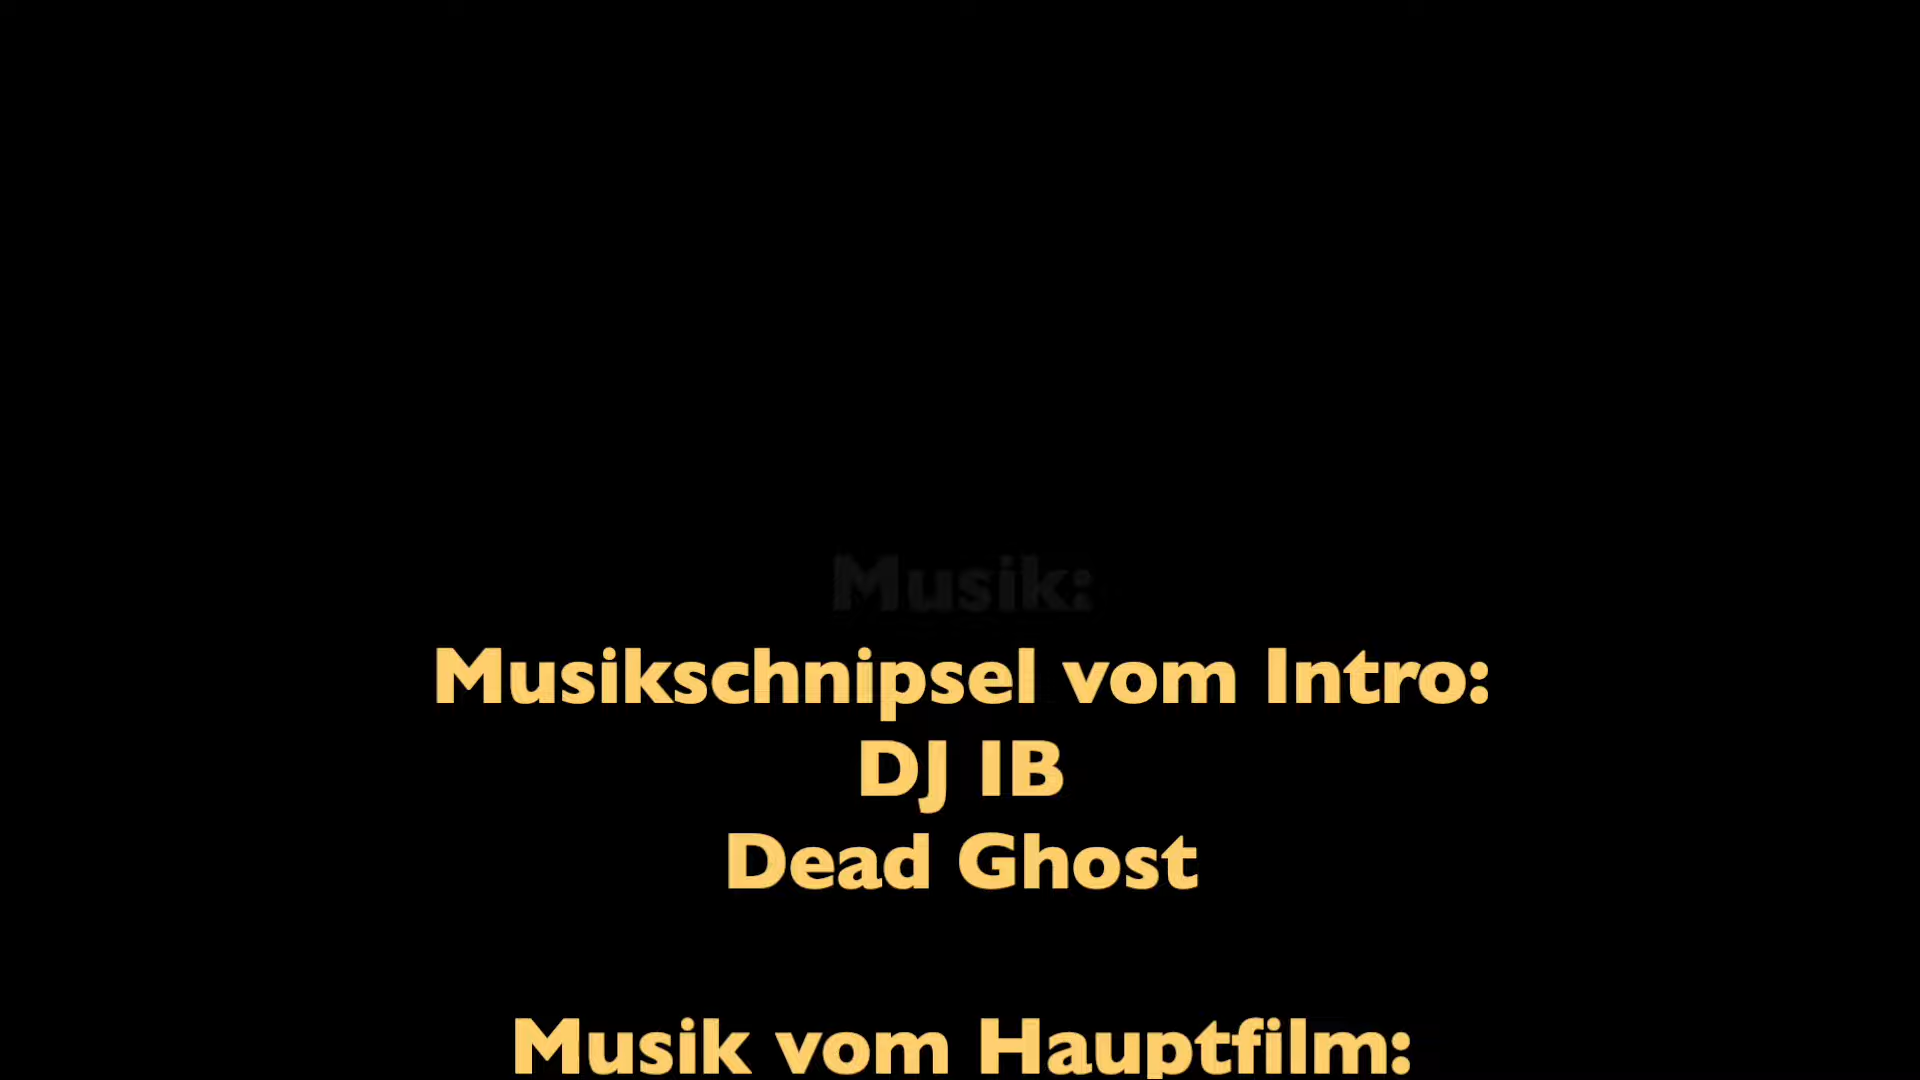 Musik:
Musikschnipsel vom Intro:
DJ IB
Dead Ghost
Musik vom Hauptfilm: